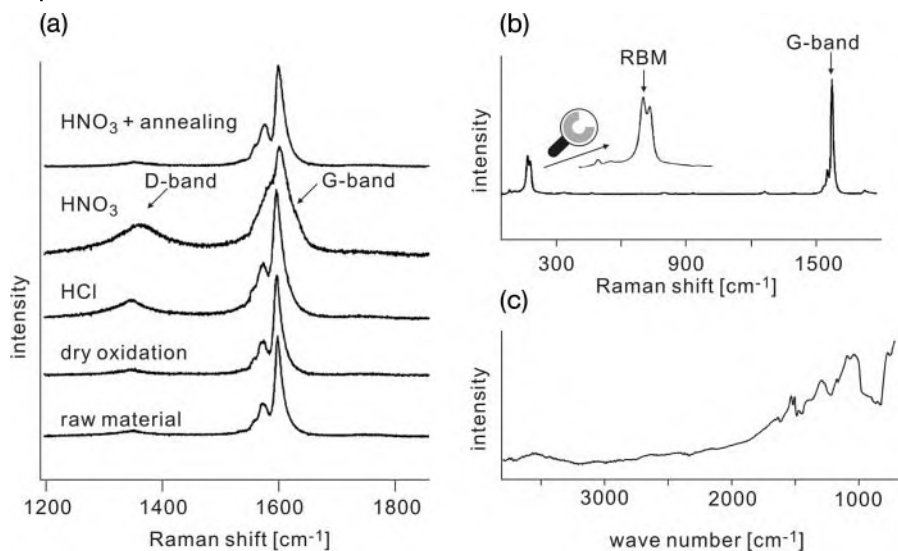 (a)
HNO3 + annealing
D-band
G-band
HNO3
HCl
dry oxidation
raw material
intensity
1200 1400 1600 1800
Raman shift [cm-1]
(b)
RBM
G-band
intensity
300 900 1500
Raman shift [cm-1]
(c)
intensity
3000 2000 1000
wave number [cm-1]